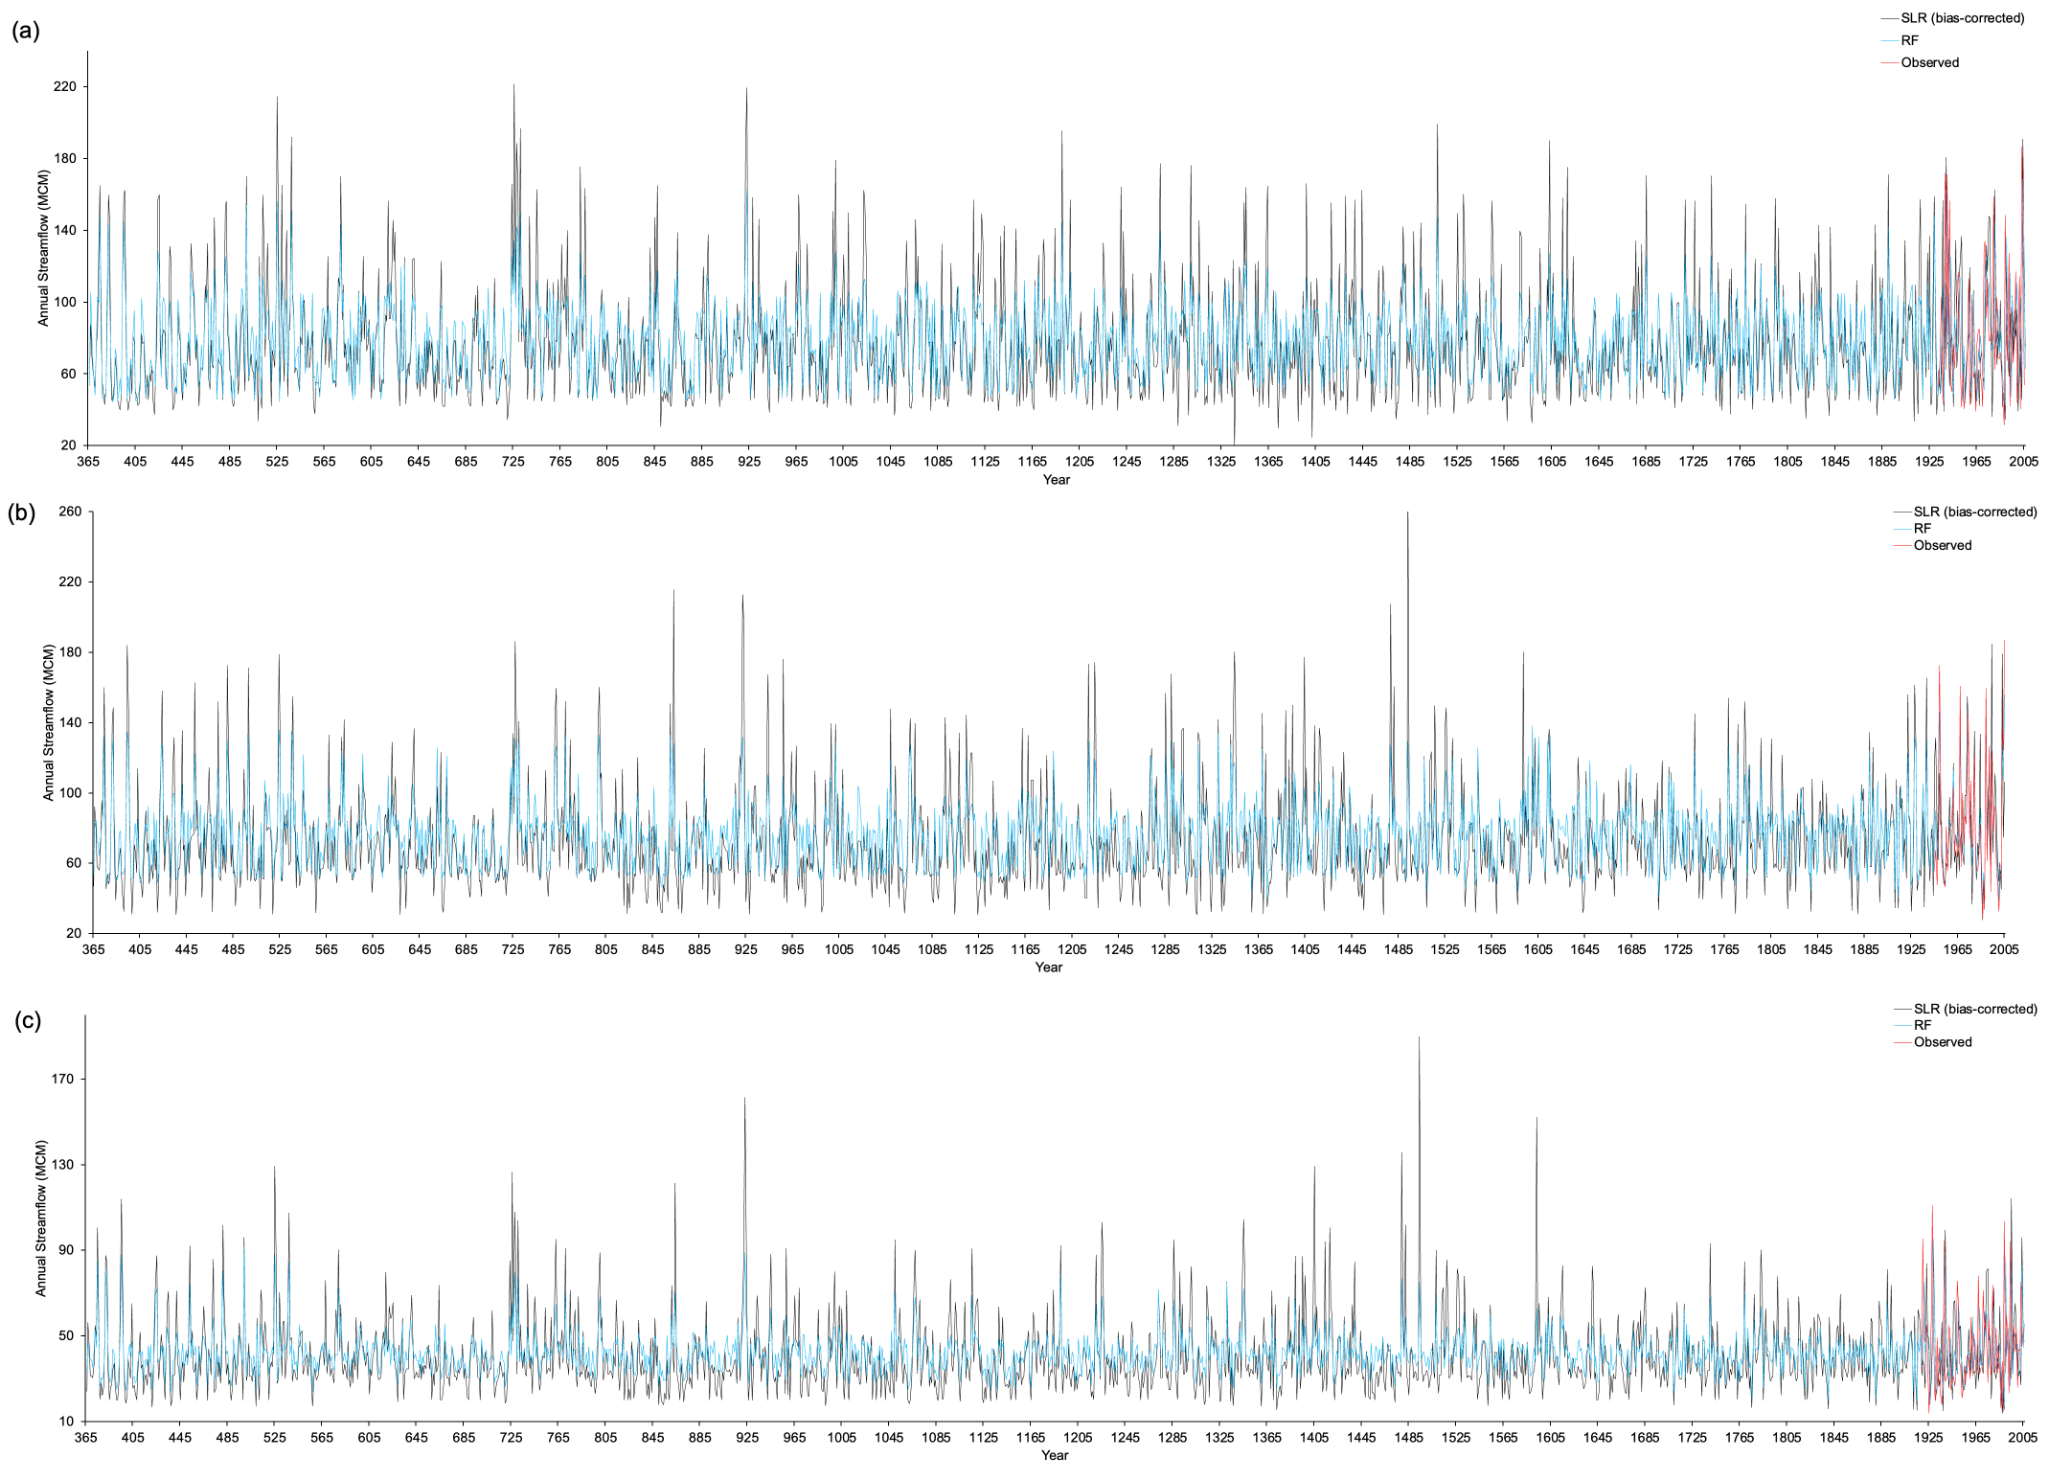 (a)
SLR (bias-corrected)
RF
Observed
Annual Streamflow (MCM)
220
180
140
100
60
20
365 405 445 485 525 565 605 645 685 725 765 805 845 885 925 965 1005 1045 1085 1125 1165 1205 1245 1285 1325 1365 1405 1445 1485 1525 1565 1605 1645 1685 1725 1765 1805 1845 1885 1925 1965 2005
Year
(b)
SLR (bias-corrected)
RF
Observed
Annual Streamflow (MCM)
260
220
180
140
100
60
20
365 405 445 485 525 565 605 645 685 725 765 805 845 885 925 965 1005 1045 1085 1125 1165 1205 1245 1285 1325 1365 1405 1445 1485 1525 1565 1605 1645 1685 1725 1765 1805 1845 1885 1925 1965 2005
Year
(c)
SLR (bias-corrected)
RF
Observed
Annual Streamflow (MCM)
170
130
90
50
10
365 405 445 485 525 565 605 645 685 725 765 805 845 885 925 965 1005 1045 1085 1125 1165 1205 1245 1285 1325 1365 1405 1445 1485 1525 1565 1605 1645 1685 1725 1765 1805 1845 1885 1925 1965 2005
Year